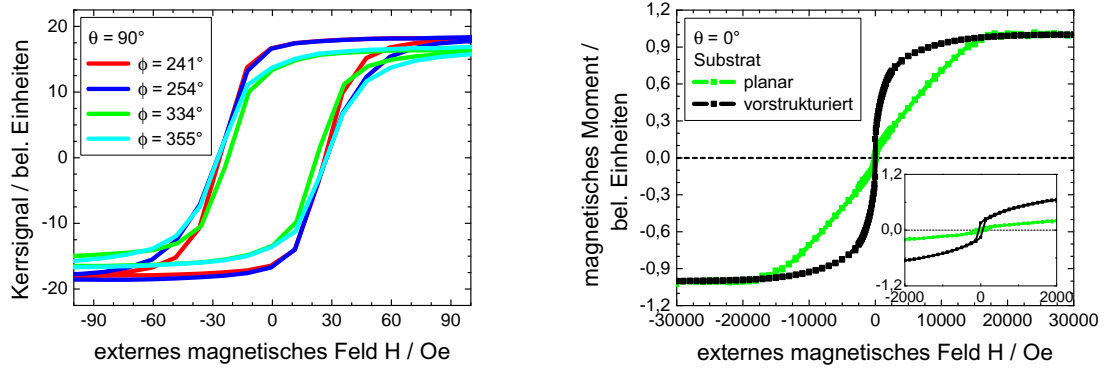 Kerrsignal / bel. Einheiten
20
10
0
-10
-20
θ = 90°
ϕ = 241°
ϕ = 254°
ϕ = 334°
ϕ = 355°
-90 -60 -30 0 30 60 90
externes magnetisches Feld H / Oe
magnetisches Moment /
bel. Einheiten
1,2
0,9
0,6
0,3
0,0
-0,3
-0,6
-0,9
-1,2
θ = 0°
Substrat
planar
vorstrukturiert
1,2
0,0
-1,2
-2000 0 2000
-30000 -20000 -10000 0 10000 20000 30000
externes magnetisches Feld H / Oe